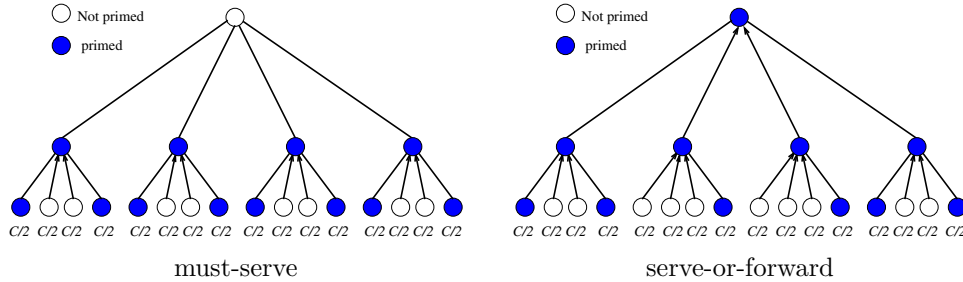 Not primed
primed
C/2 C/2 C/2 C/2 C/2 C/2 C/2 C/2 C/2 C/2 C/2 C/2 C/2 C/2 C/2 C/2
must-serve
Not primed
primed
C/2 C/2 C/2 C/2 C/2 C/2 C/2 C/2 C/2 C/2 C/2 C/2 C/2 C/2 C/2 C/2
serve-or-forward